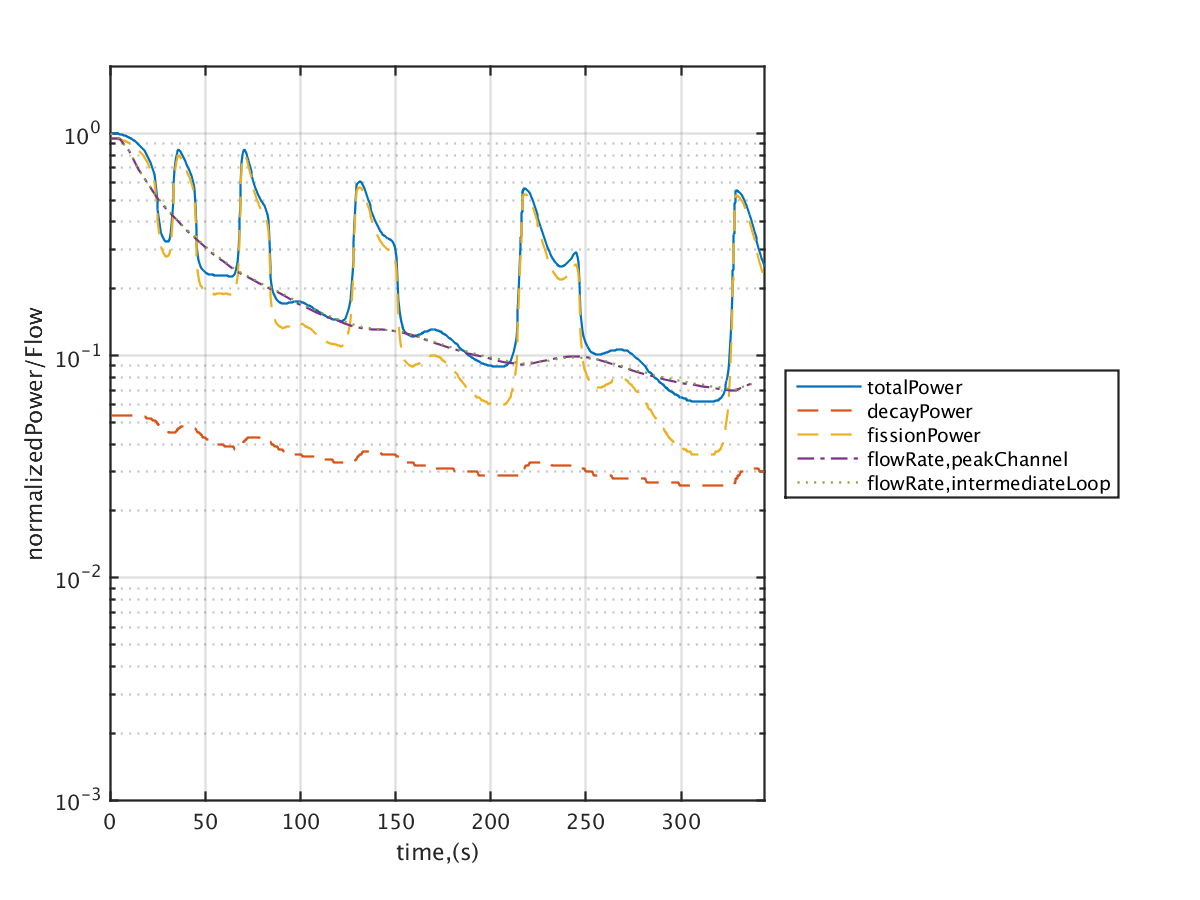 normalizedPower/Flow
10^0
10^-1
10^-2
10^-3
0 50 100 150 200 250 300
time,(s)
totalPower
decayPower
fissionPower
flowRate,peakChannel
flowRate,intermediateLoop